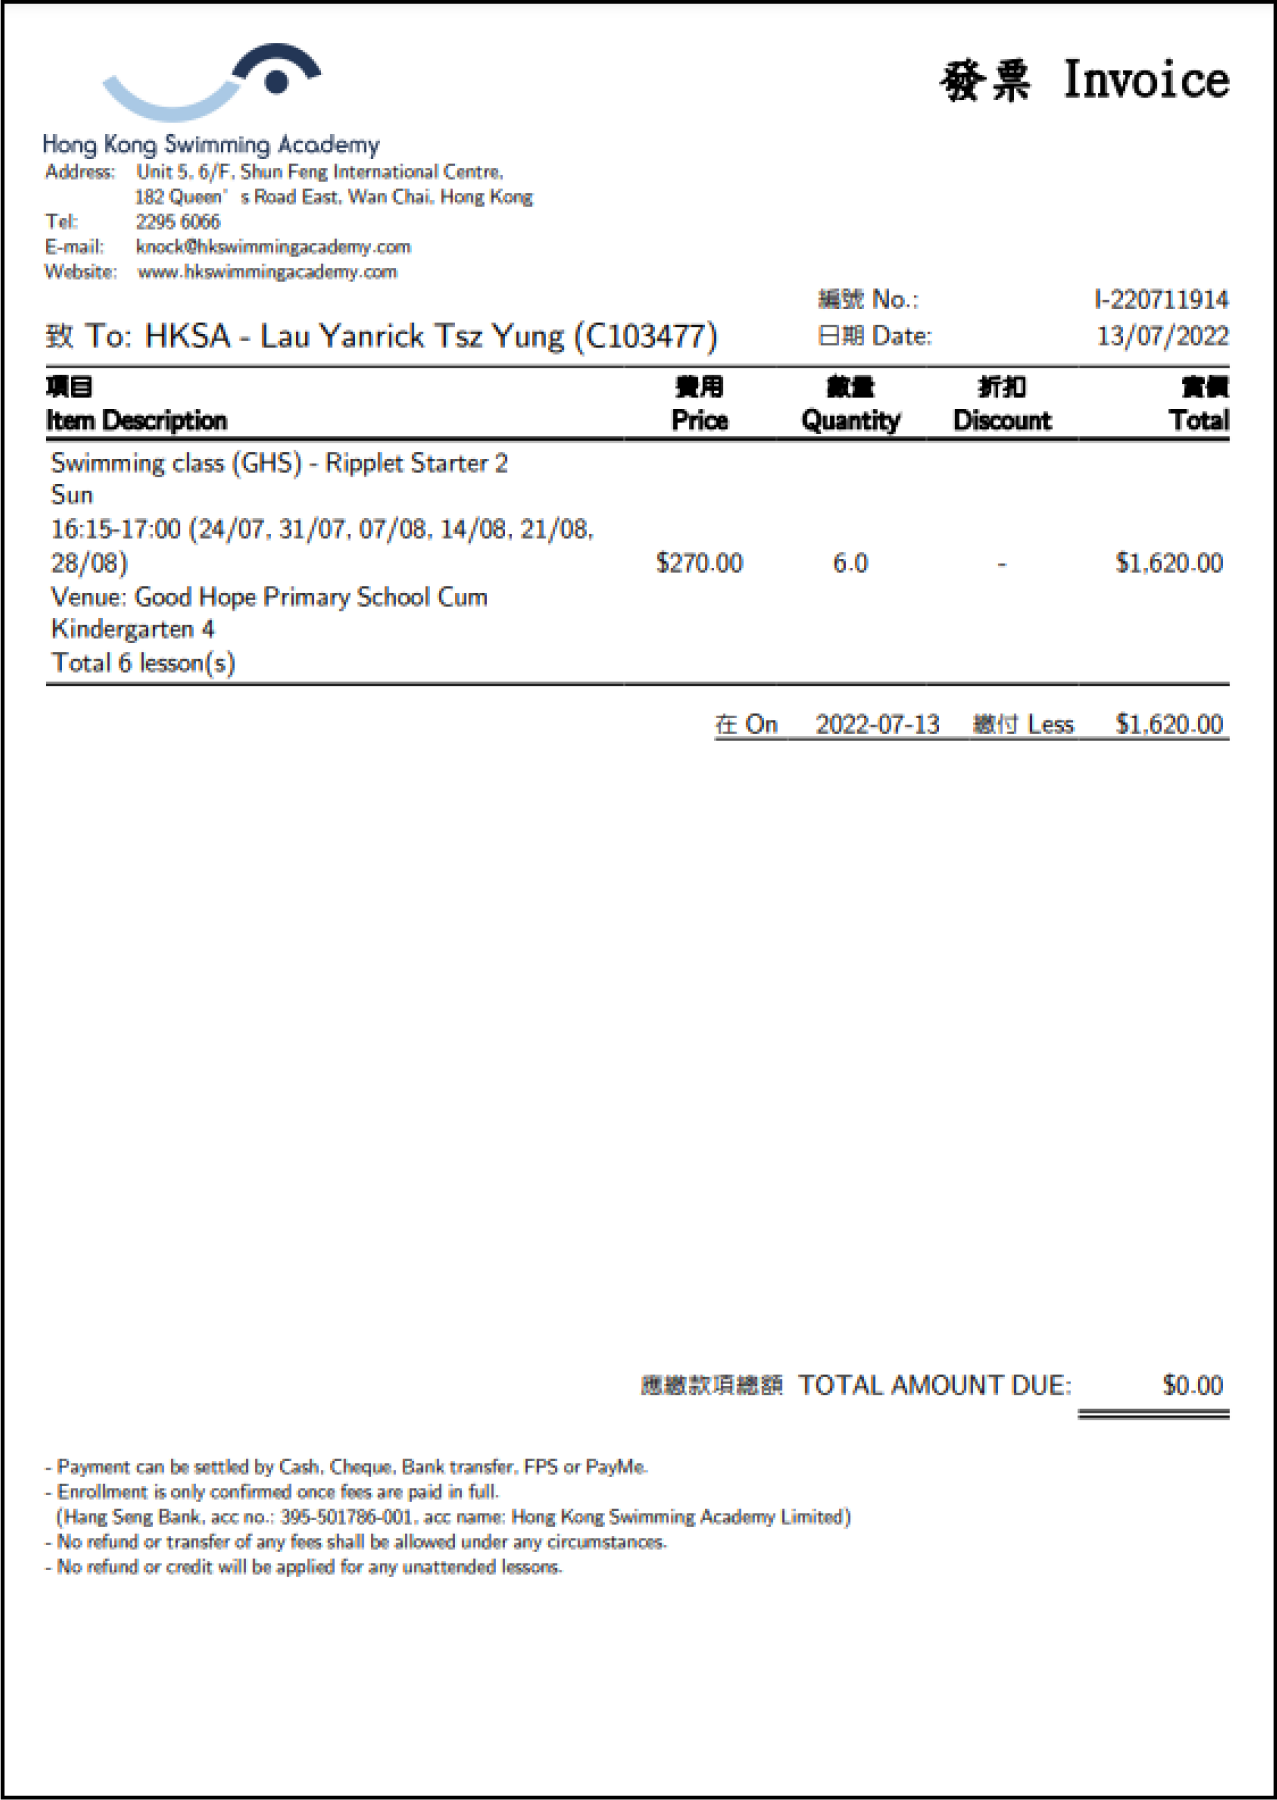 發票 Invoice
Hong Kong Swimming Academy
Address: Unit 5, 6/F, Shun Feng International Centre,
182 Queen's Road East, Wan Chai, Hong Kong
Tel: 2295 6066
E-mail: knock@hkswimmingacademy.com
Website: www.hkswimmingacademy.com
編號 No.: I-220711914
致 To: HKSA - Lau Yanrick Tsz Yung (C103477) 日期 Date: 13/07/2022
項目 費用 數量 折扣 實價
Item Description Price Quantity Discount Total
Swimming class (GHS) - Ripplet Starter 2
Sun
16:15-17:00 (24/07, 31/07, 07/08, 14/08, 21/08,
28/08) $270.00 6.0 - $1,620.00
Venue: Good Hope Primary School Cum
Kindergarten 4
Total 6 lesson(s)
在 On 2022-07-13 繳付 Less $1,620.00
應繳款項總額 TOTAL AMOUNT DUE: $0.00
- Payment can be settled by Cash, Cheque, Bank transfer, FPS or PayMe.
- Enrollment is only confirmed once fees are paid in full.
(Hang Seng Bank, acc no.: 395-501786-001, acc name: Hong Kong Swimming Academy Limited)
- No refund or transfer of any fees shall be allowed under any circumstances.
- No refund or credit will be applied for any unattended lessons.